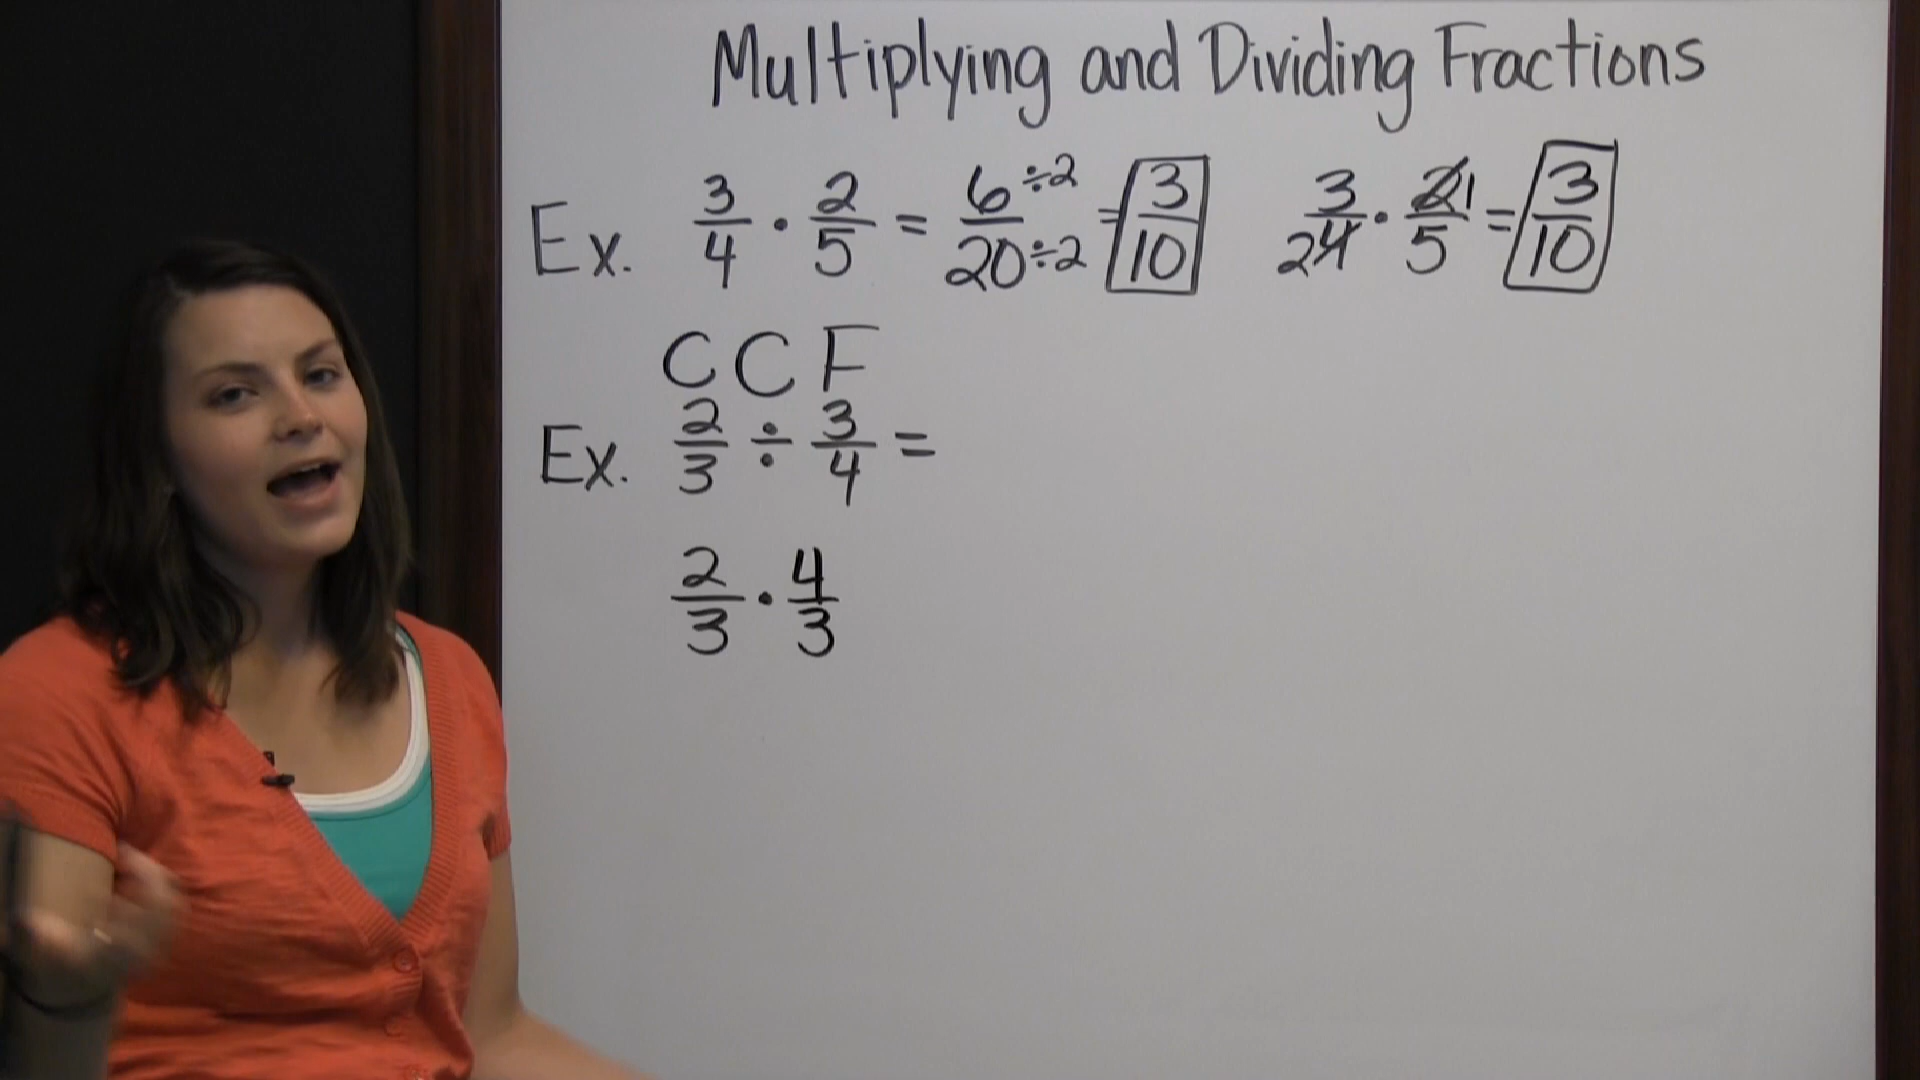 Multiplying and Dividing Fractions
Ex. 3/4 · 2/5 = 6÷2/20÷2 = 3/10 3/24 · 21/5 = 3/10
C C F
Ex. 2/3 ÷ 3/4 =
2/3 · 4/3